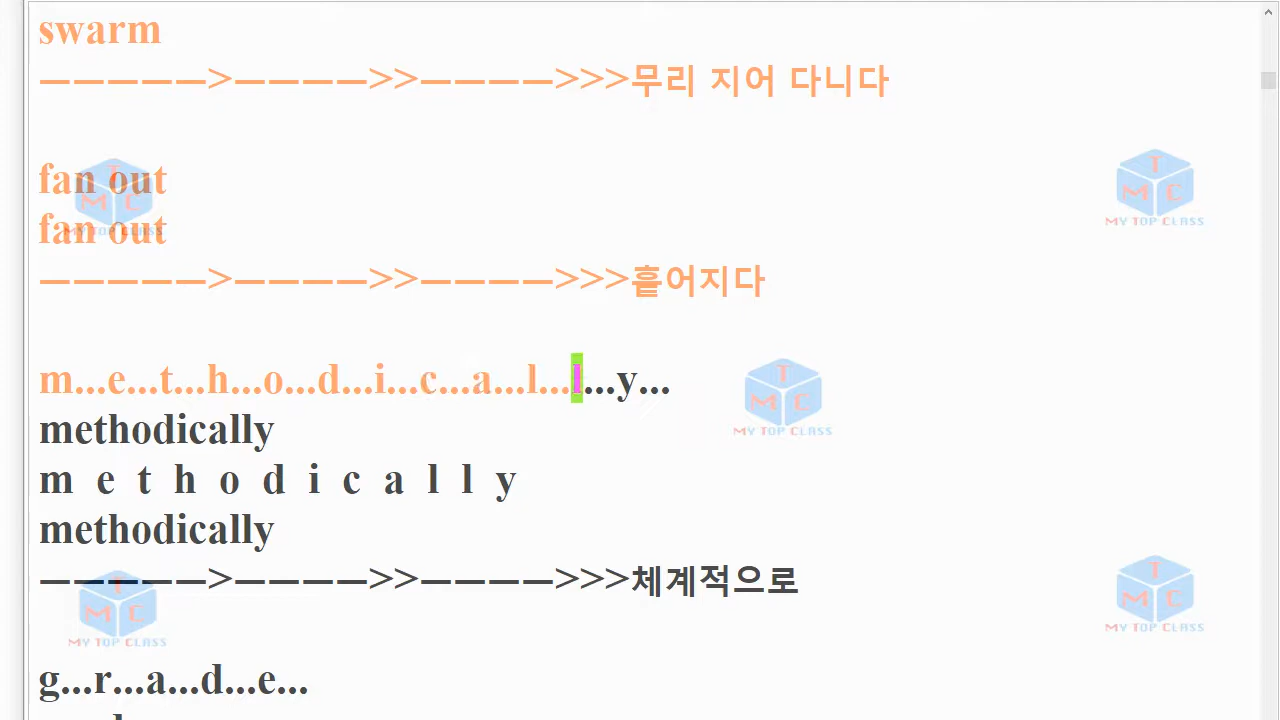 swarm
—————>————>>————>>>무리 지어 다니다
fan out
fan out
—————>————>>————>>>흩어지다
m...e...t...h...o...d...i...c...a...l...l...y...
methodically
m e t h o d i c a l l y
methodically
—————>————>>————>>>체계적으로
g...r...a...d...e...
T
M C
MY TOP CLASS
T
M C
MY TOP CLASS
T
M C
MY TOP CLASS
T
M C
MY TOP CLASS
T
M C
MY TOP CLASS